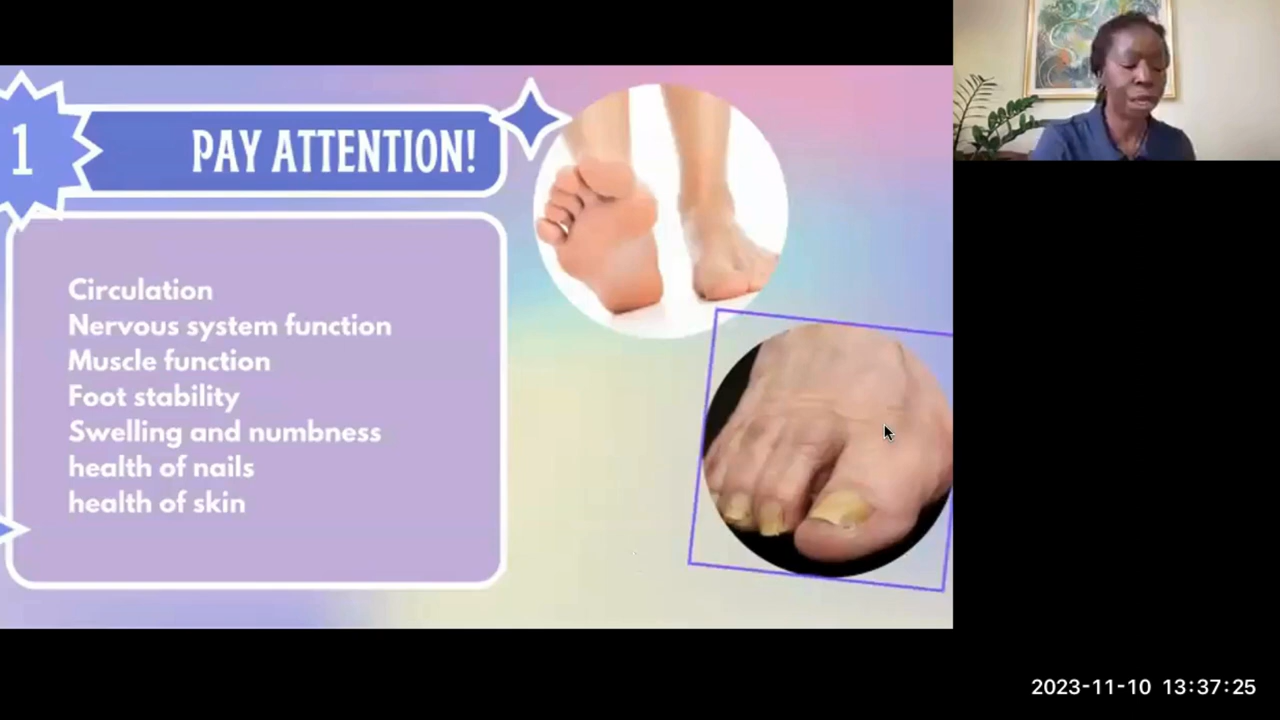 1
PAY ATTENTION!
Circulation
Nervous system function
Muscle function
Foot stability
Swelling and numbness
health of nails
health of skin
2023-11-10 13:37:25